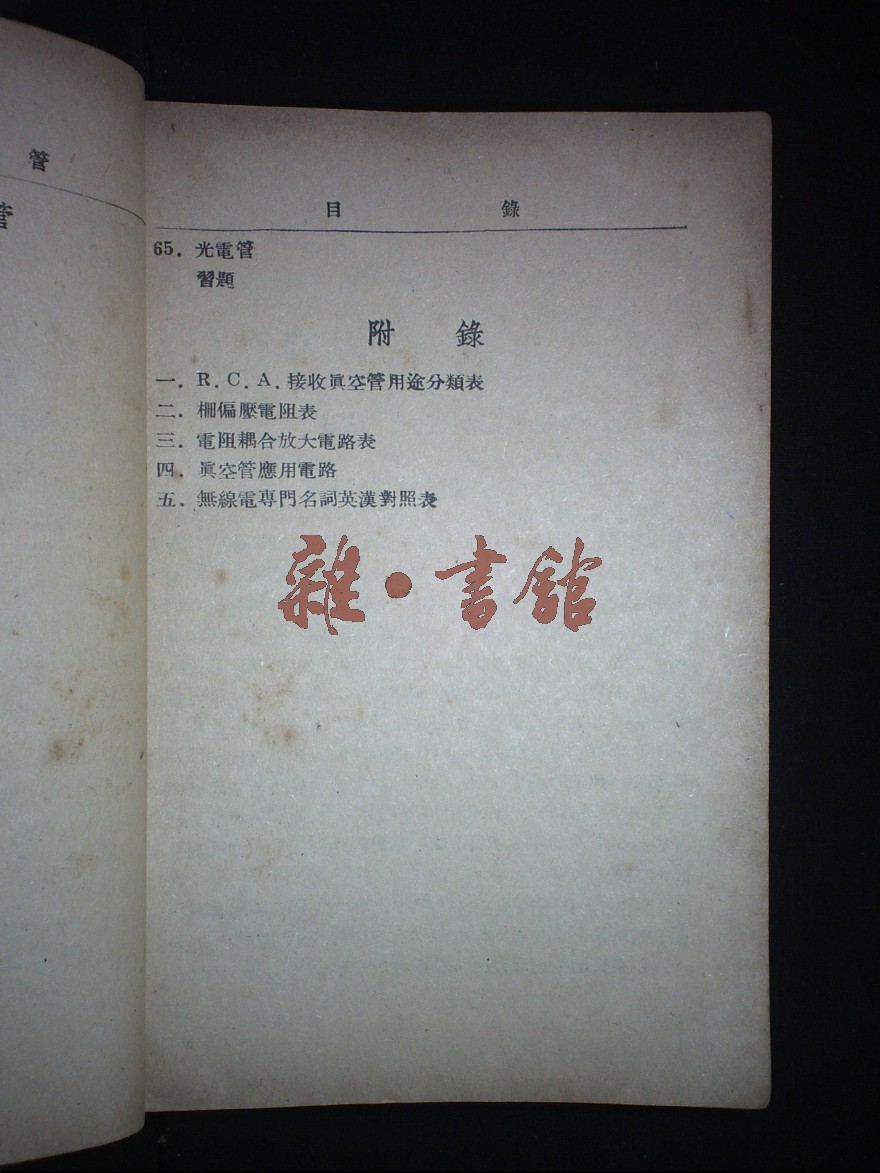 管
管
目 錄
65. 光電管
習題
附 錄
一. R. C. A. 接收眞空管用途分類表
二. 柵偏壓電阻表
三. 電阻耦合放大電路表
四. 眞空管應用電路
五. 無線電專門名詞英漢對照表
雜·書館